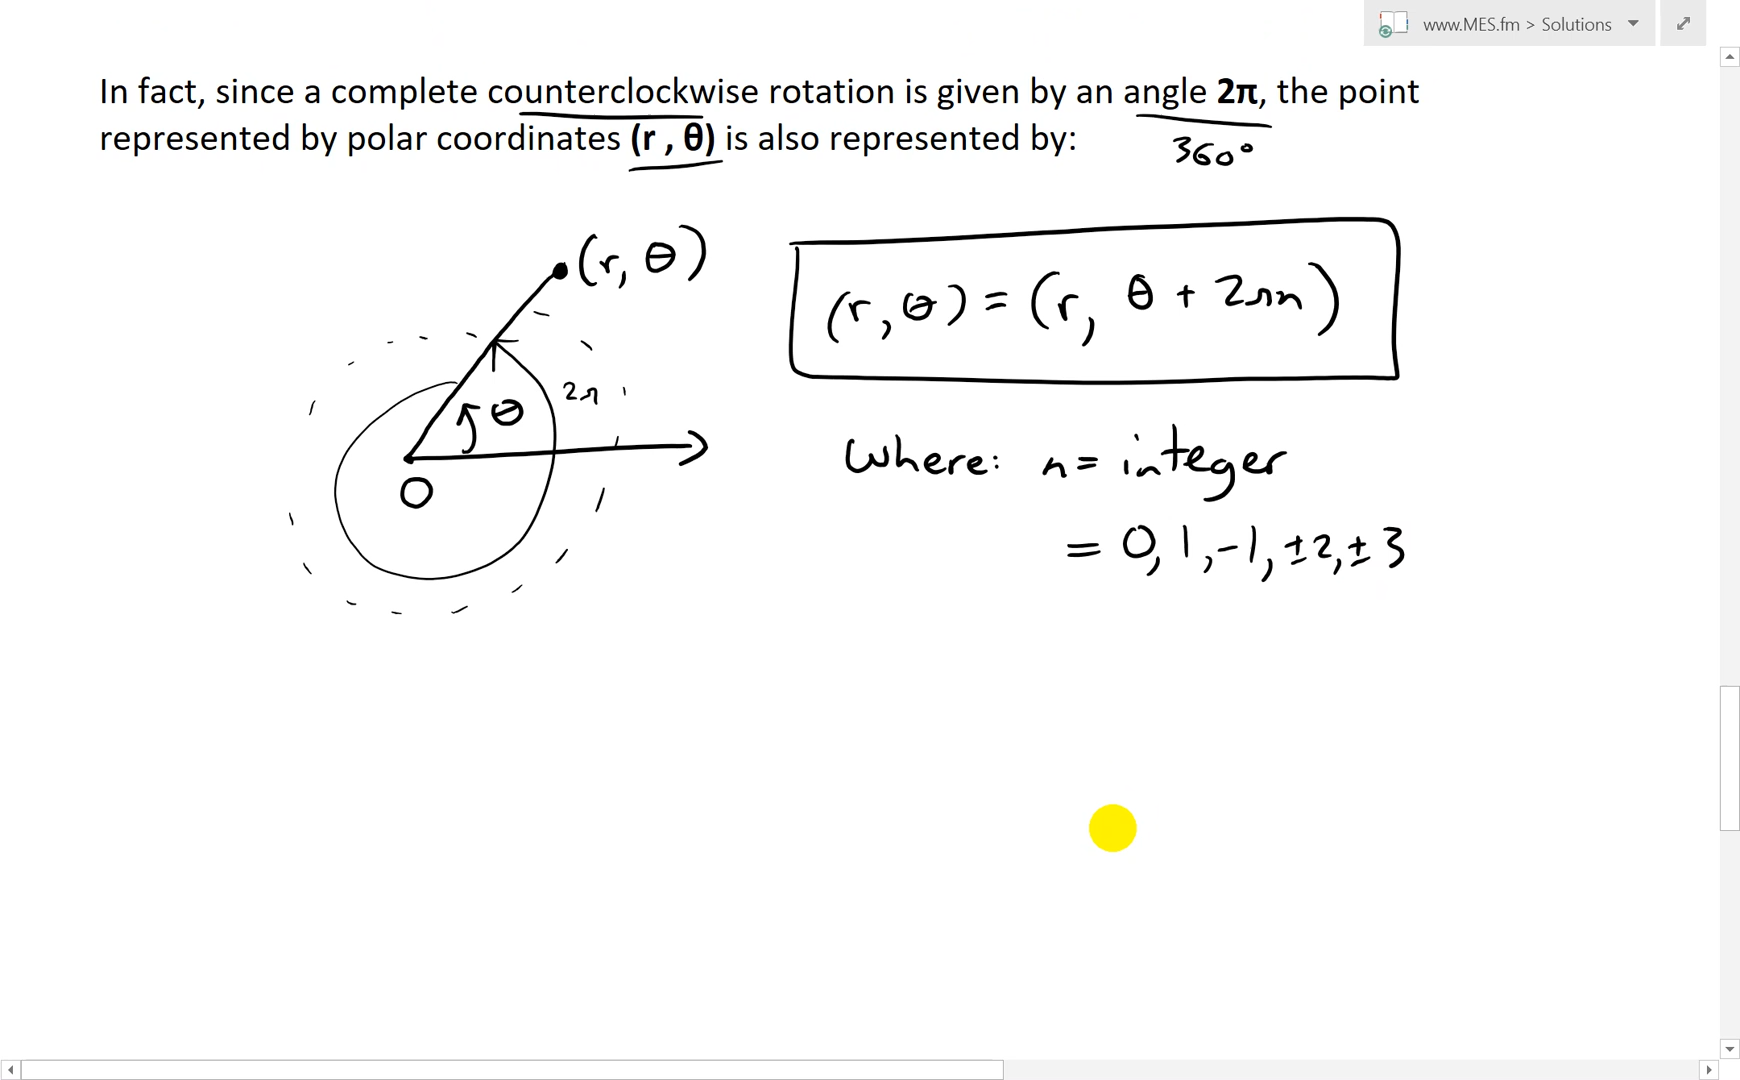 www.MES.fm > Solutions
In fact, since a complete counterclockwise rotation is given by an angle 2π, the point
represented by polar coordinates (r , θ) is also represented by:
360°
(r, θ)
(r, θ) = (r, θ + 2πn)
2π
θ
O
where: n = integer
= 0, 1, -1, ±2, ±3